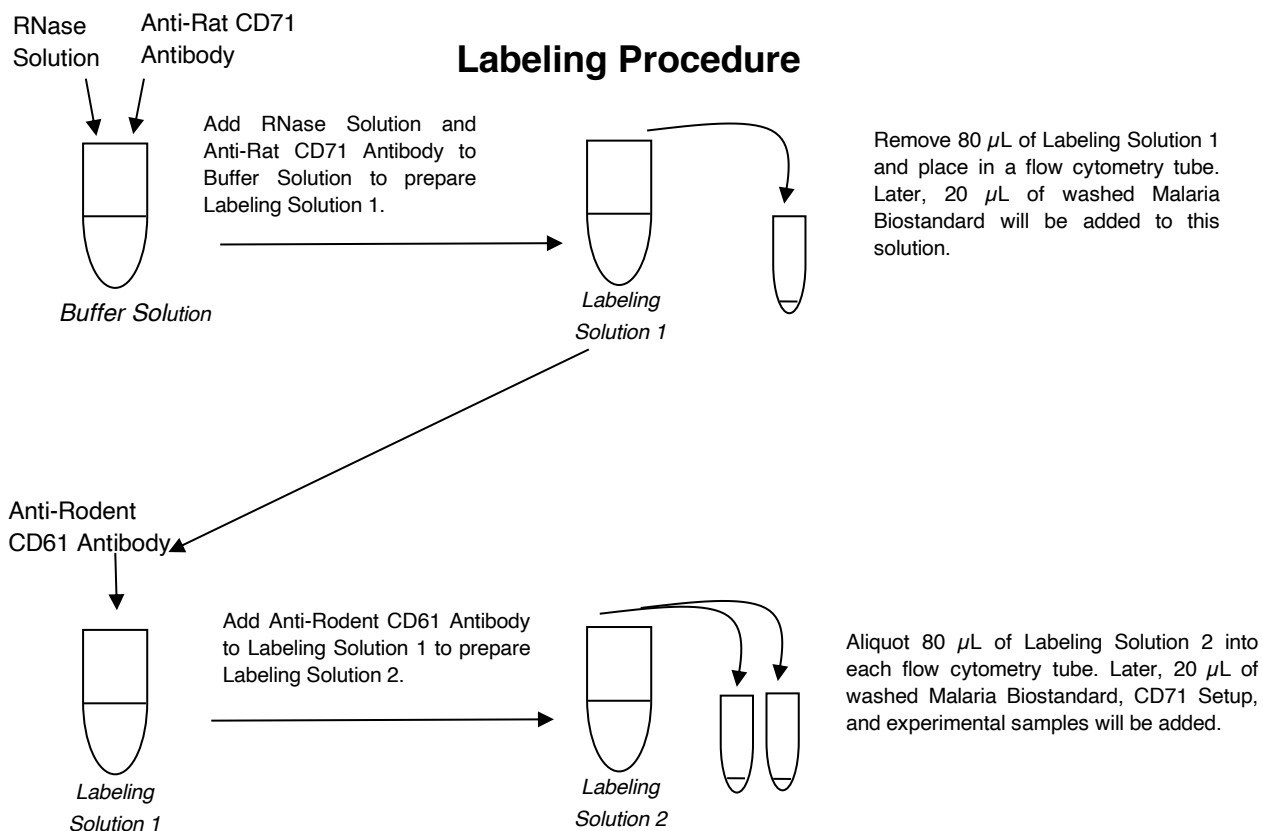 RNase
Solution
Anti-Rat CD71
Antibody
Labeling Procedure
Add RNase Solution and
Anti-Rat CD71 Antibody to
Buffer Solution to prepare
Labeling Solution 1.
Remove 80 µL of Labeling Solution 1
and place in a flow cytometry tube.
Later, 20 µL of washed Malaria
Biostandard will be added to this
solution.
Buffer Solution
Labeling
Solution 1
Anti-Rodent
CD61 Antibody
Add Anti-Rodent CD61 Antibody
to Labeling Solution 1 to prepare
Labeling Solution 2.
Aliquot 80 µL of Labeling Solution 2 into
each flow cytometry tube. Later, 20 µL of
washed Malaria Biostandard, CD71 Setup,
and experimental samples will be added.
Labeling
Solution 1
Labeling
Solution 2